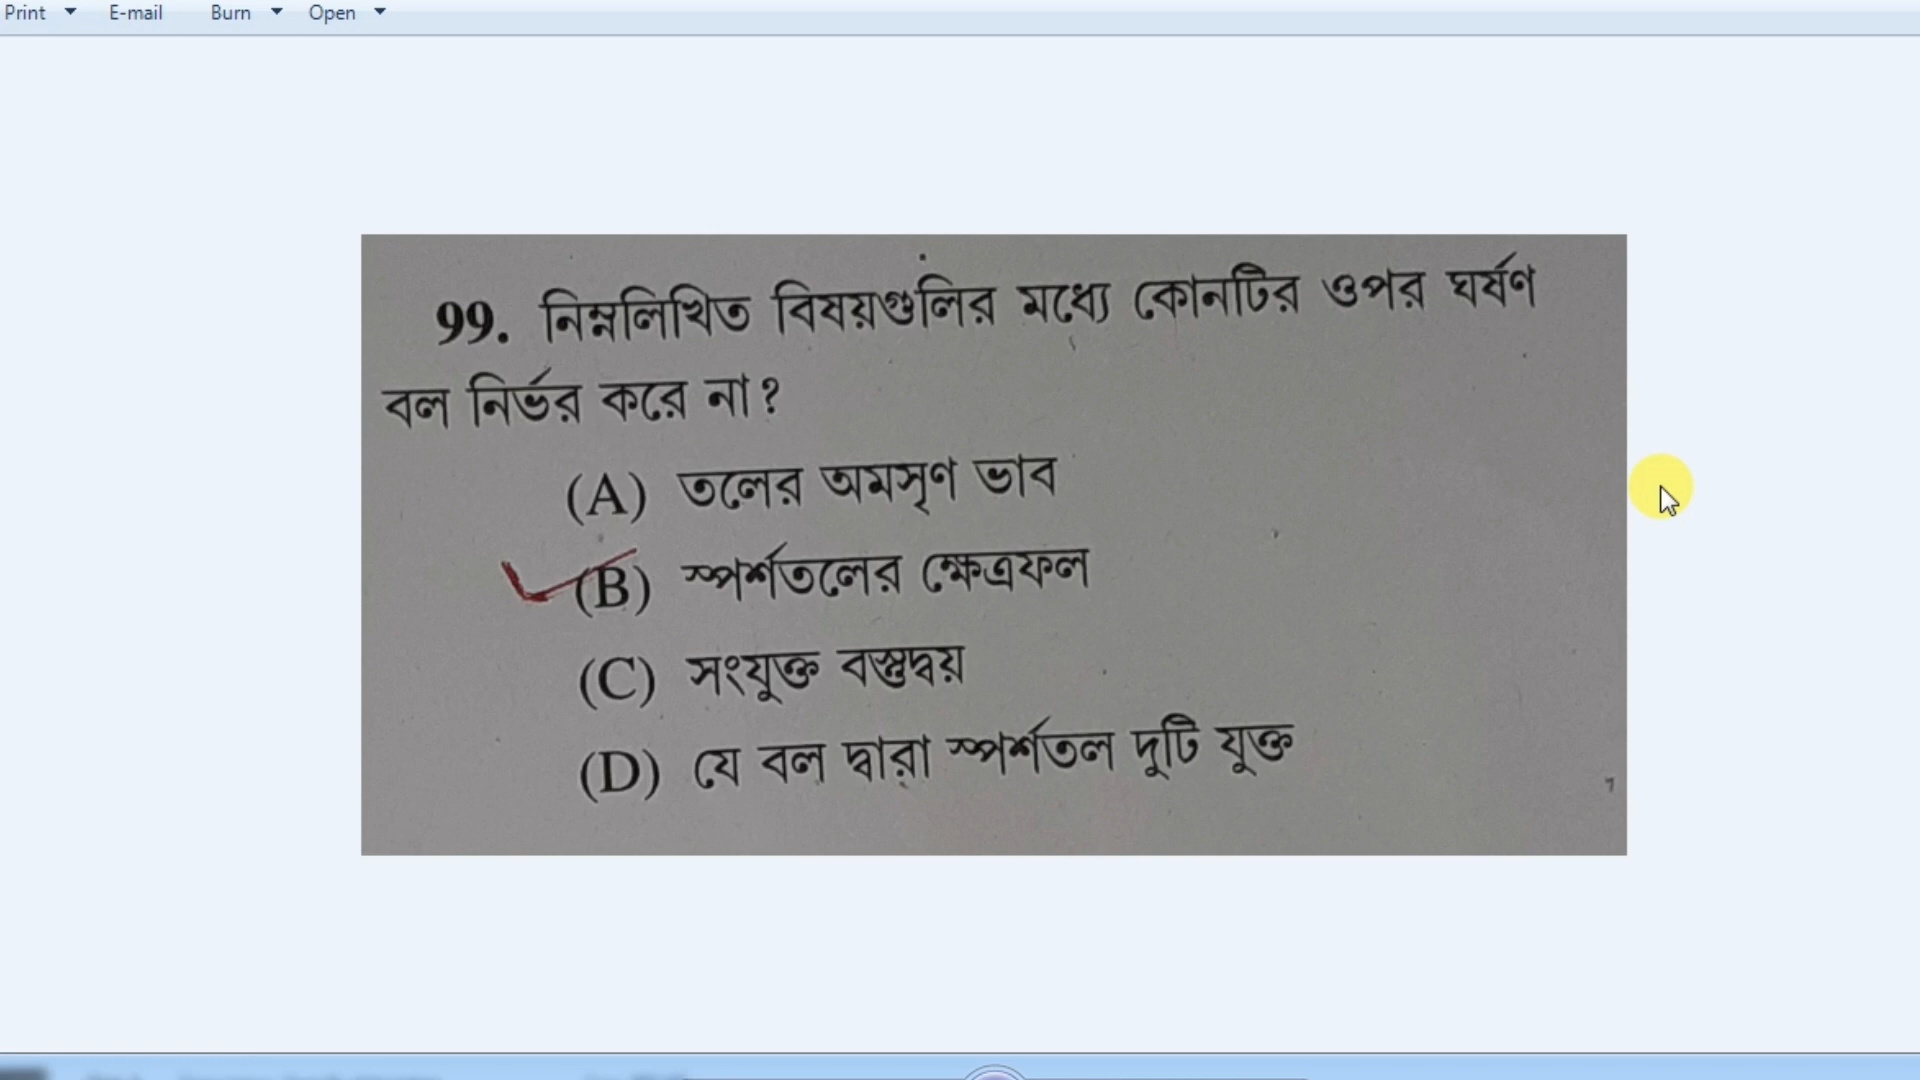 Print E-mail Burn Open
99. নিম্নলিখিত বিষয়গুলির মধ্যে কোনটির ওপর ঘর্ষণ
বল নির্ভর করে না?
(A) তলের অমসৃণ ভাব
(B) স্পর্শতলের ক্ষেত্রফল
(C) সংযুক্ত বস্তুদ্বয়
(D) যে বল দ্বারা স্পর্শতল দুটি যুক্ত